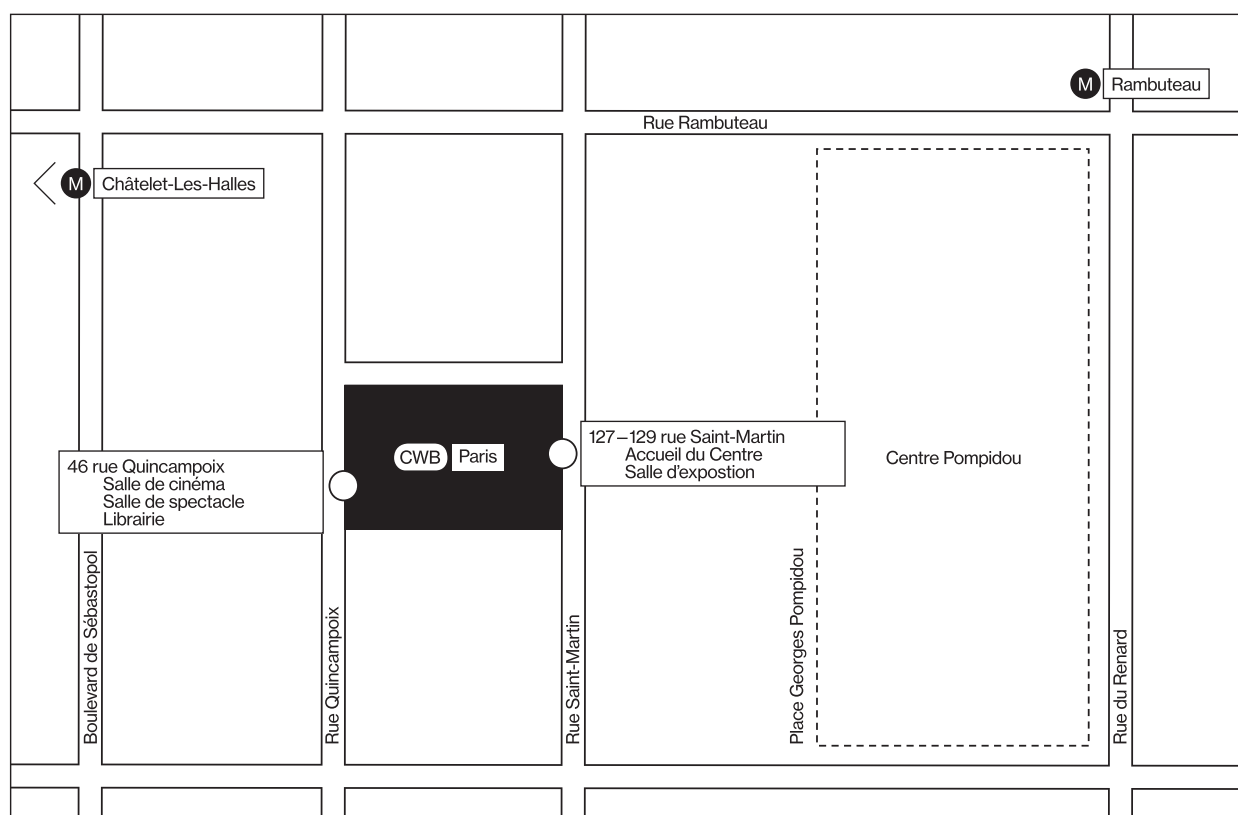 M Rambuteau
Rue Rambuteau
M Châtelet-Les-Halles
127–129 rue Saint-Martin
Accueil du Centre
Salle d'expostion
CWB Paris
Centre Pompidou
46 rue Quincampoix
Salle de cinéma
Salle de spectacle
Librairie
Boulevard de Sébastopol
Rue Quincampoix
Rue Saint-Martin
Place Georges Pompidou
Rue du Renard